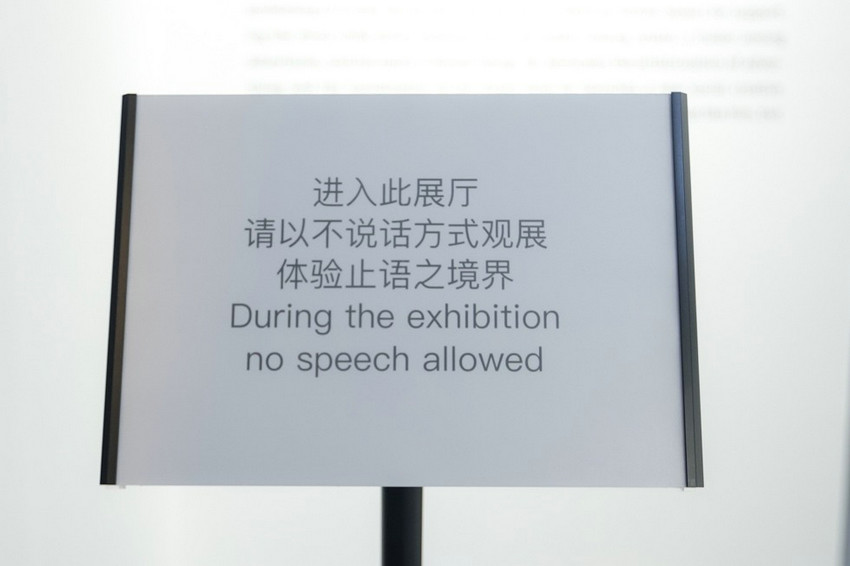 进入此展厅
请以不说话方式观展
体验止语之境界
During the exhibition
no speech allowed